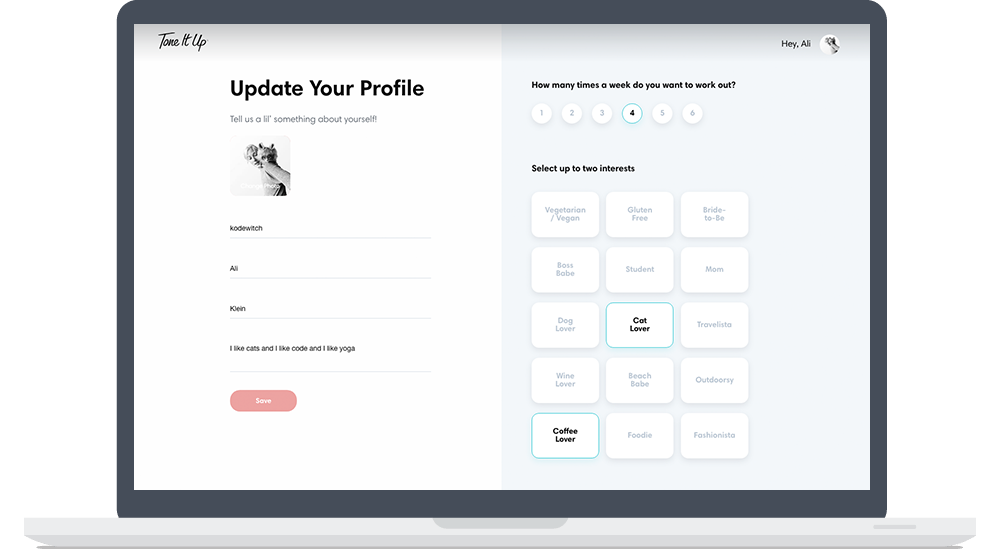 Tone It Up
Hey, Ali
Update Your Profile
Tell us a lil' something about yourself!
Photo
kodewitch
Ali
Klein
I like cats and I like code and I like yoga
Save
How many times a week do you want to work out?
1 2 3 4 5 6
Select up to two interests
Vegetarian
/ Vegan
Gluten
Free
Bride-
to-Be
Boss
Babe
Student
Mom
Dog
Lover
Cat
Lover
Travelista
Wine
Lover
Beach
Babe
Outdoorsy
Coffee
Lover
Foodie
Fashionista